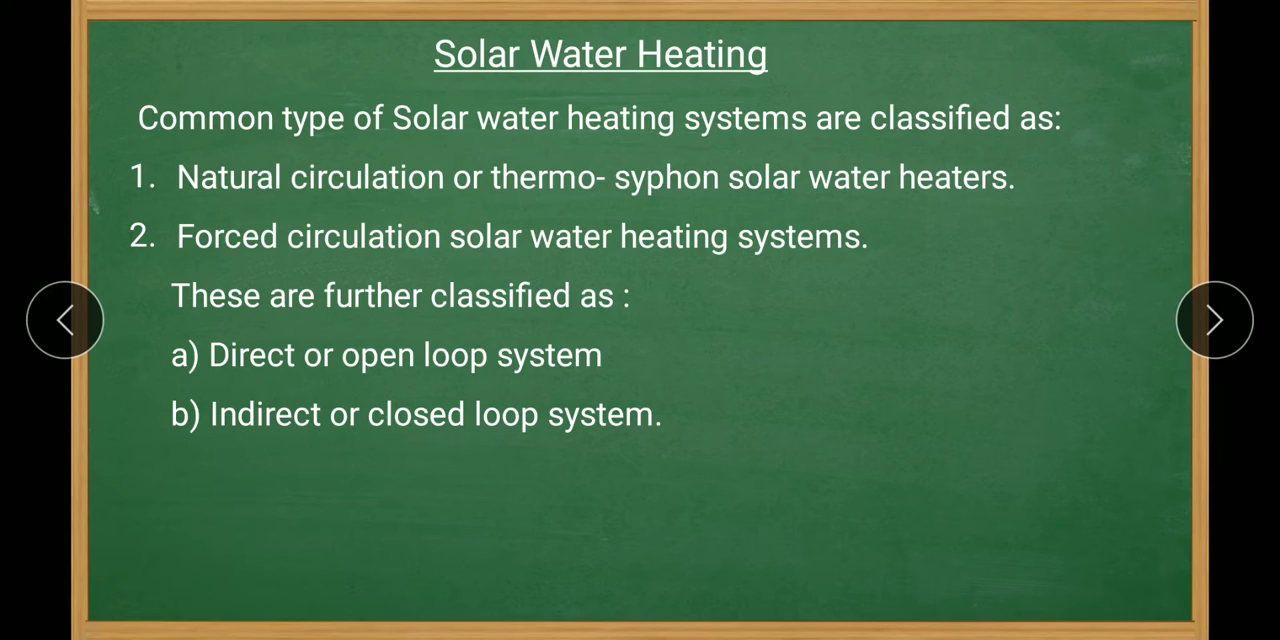 Solar Water Heating
Common type of Solar water heating systems are classified as:
1. Natural circulation or thermo- syphon solar water heaters.
2. Forced circulation solar water heating systems.
These are further classified as :
a) Direct or open loop system
b) Indirect or closed loop system.